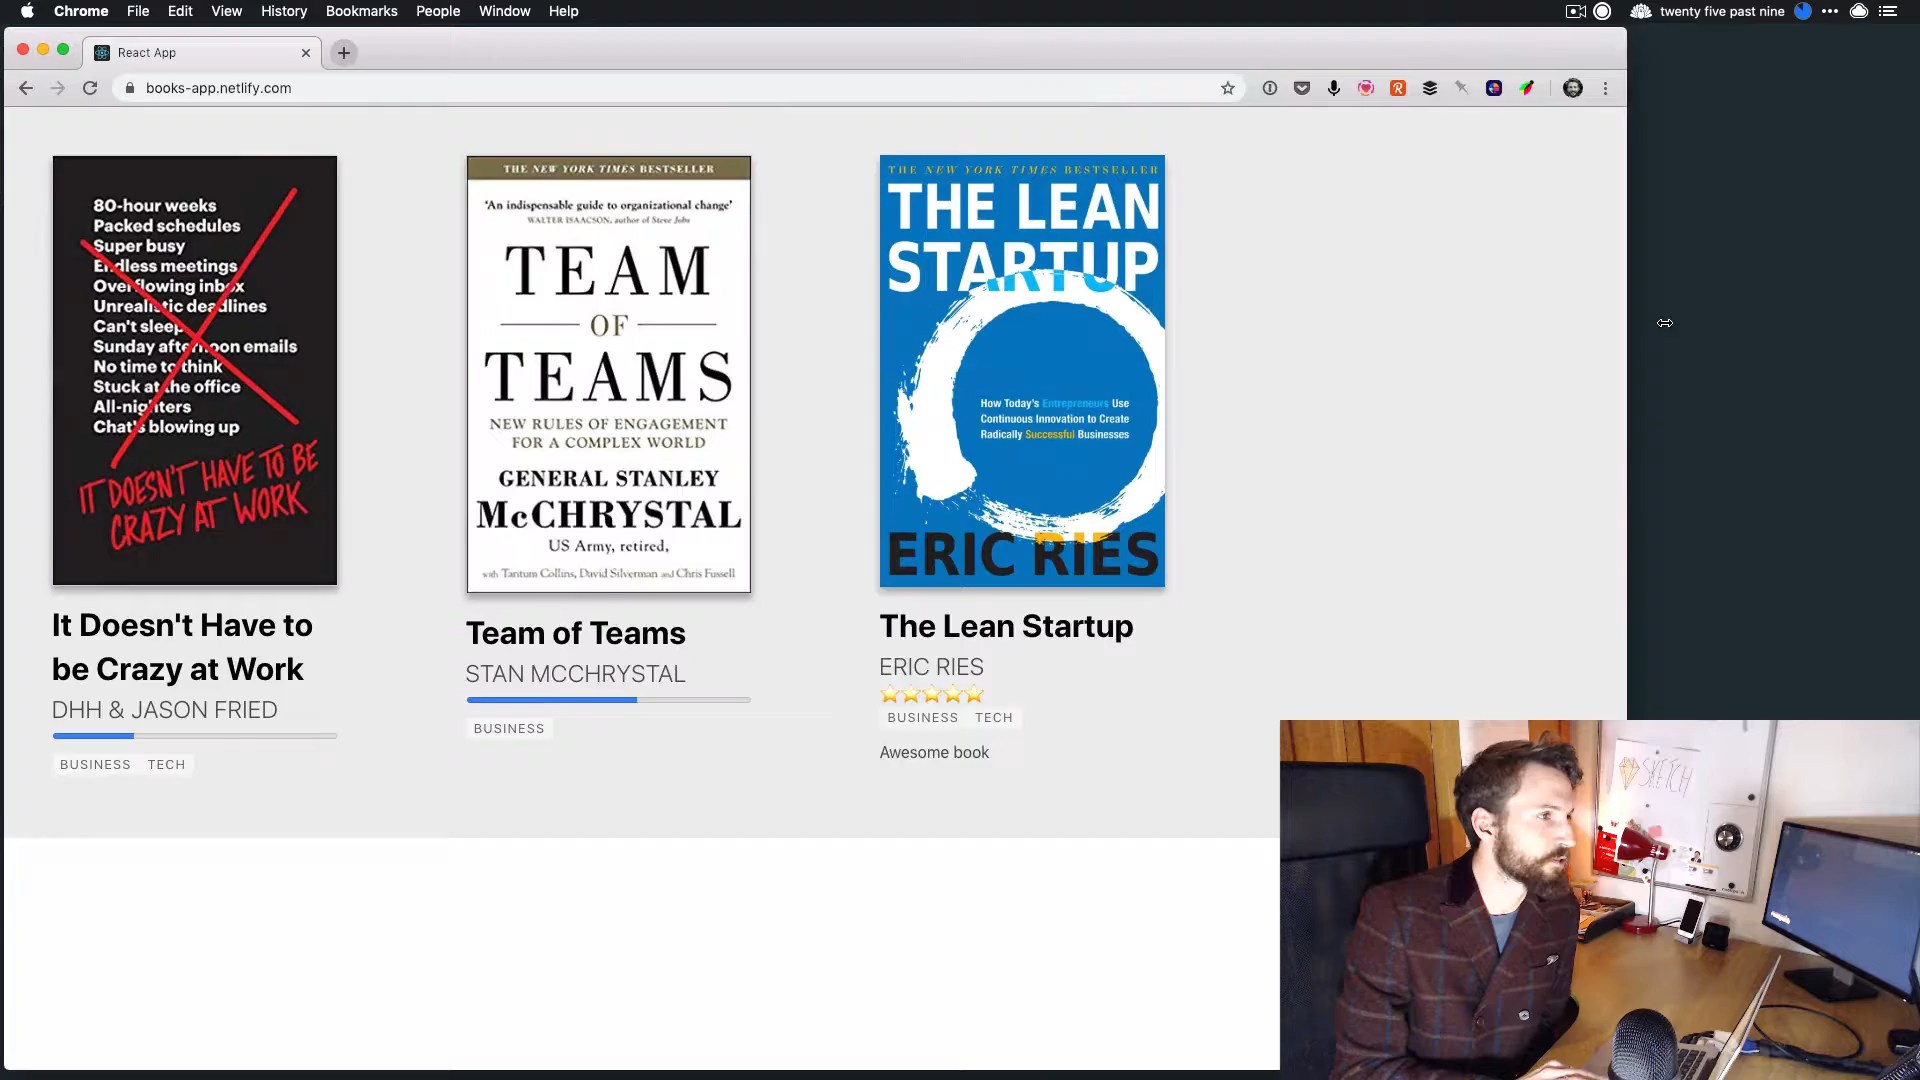 Chrome File Edit View History Bookmarks People Window Help
twenty five past nine
React App
books-app.netlify.com
80-hour weeks
Packed schedules
Super busy
Endless meetings
Overflowing inbox
Unrealistic deadlines
Can't sleep
Sunday afternoon emails
No time to think
Stuck at the office
All-nighters
Chat's blowing up
IT DOESN'T HAVE TO BE
CRAZY AT WORK
It Doesn't Have to
be Crazy at Work
DHH & JASON FRIED
BUSINESS TECH
THE NEW YORK TIMES BESTSELLER
'An indispensable guide to organizational change'
WALTER ISAACSON, author of Steve Jobs
TEAM
OF
TEAMS
NEW RULES OF ENGAGEMENT
FOR A COMPLEX WORLD
GENERAL STANLEY
McCHRYSTAL
US Army, retired,
with Tantum Collins, David Silverman and Chris Fussell
Team of Teams
STAN MCCHRYSTAL
BUSINESS
THE NEW YORK TIMES BESTSELLER
THE LEAN
STARTUP
How Today's Entrepreneurs Use
Continuous Innovation to Create
Radically Successful Businesses
ERIC RIES
The Lean Startup
ERIC RIES
BUSINESS TECH
Awesome book
SKETCH